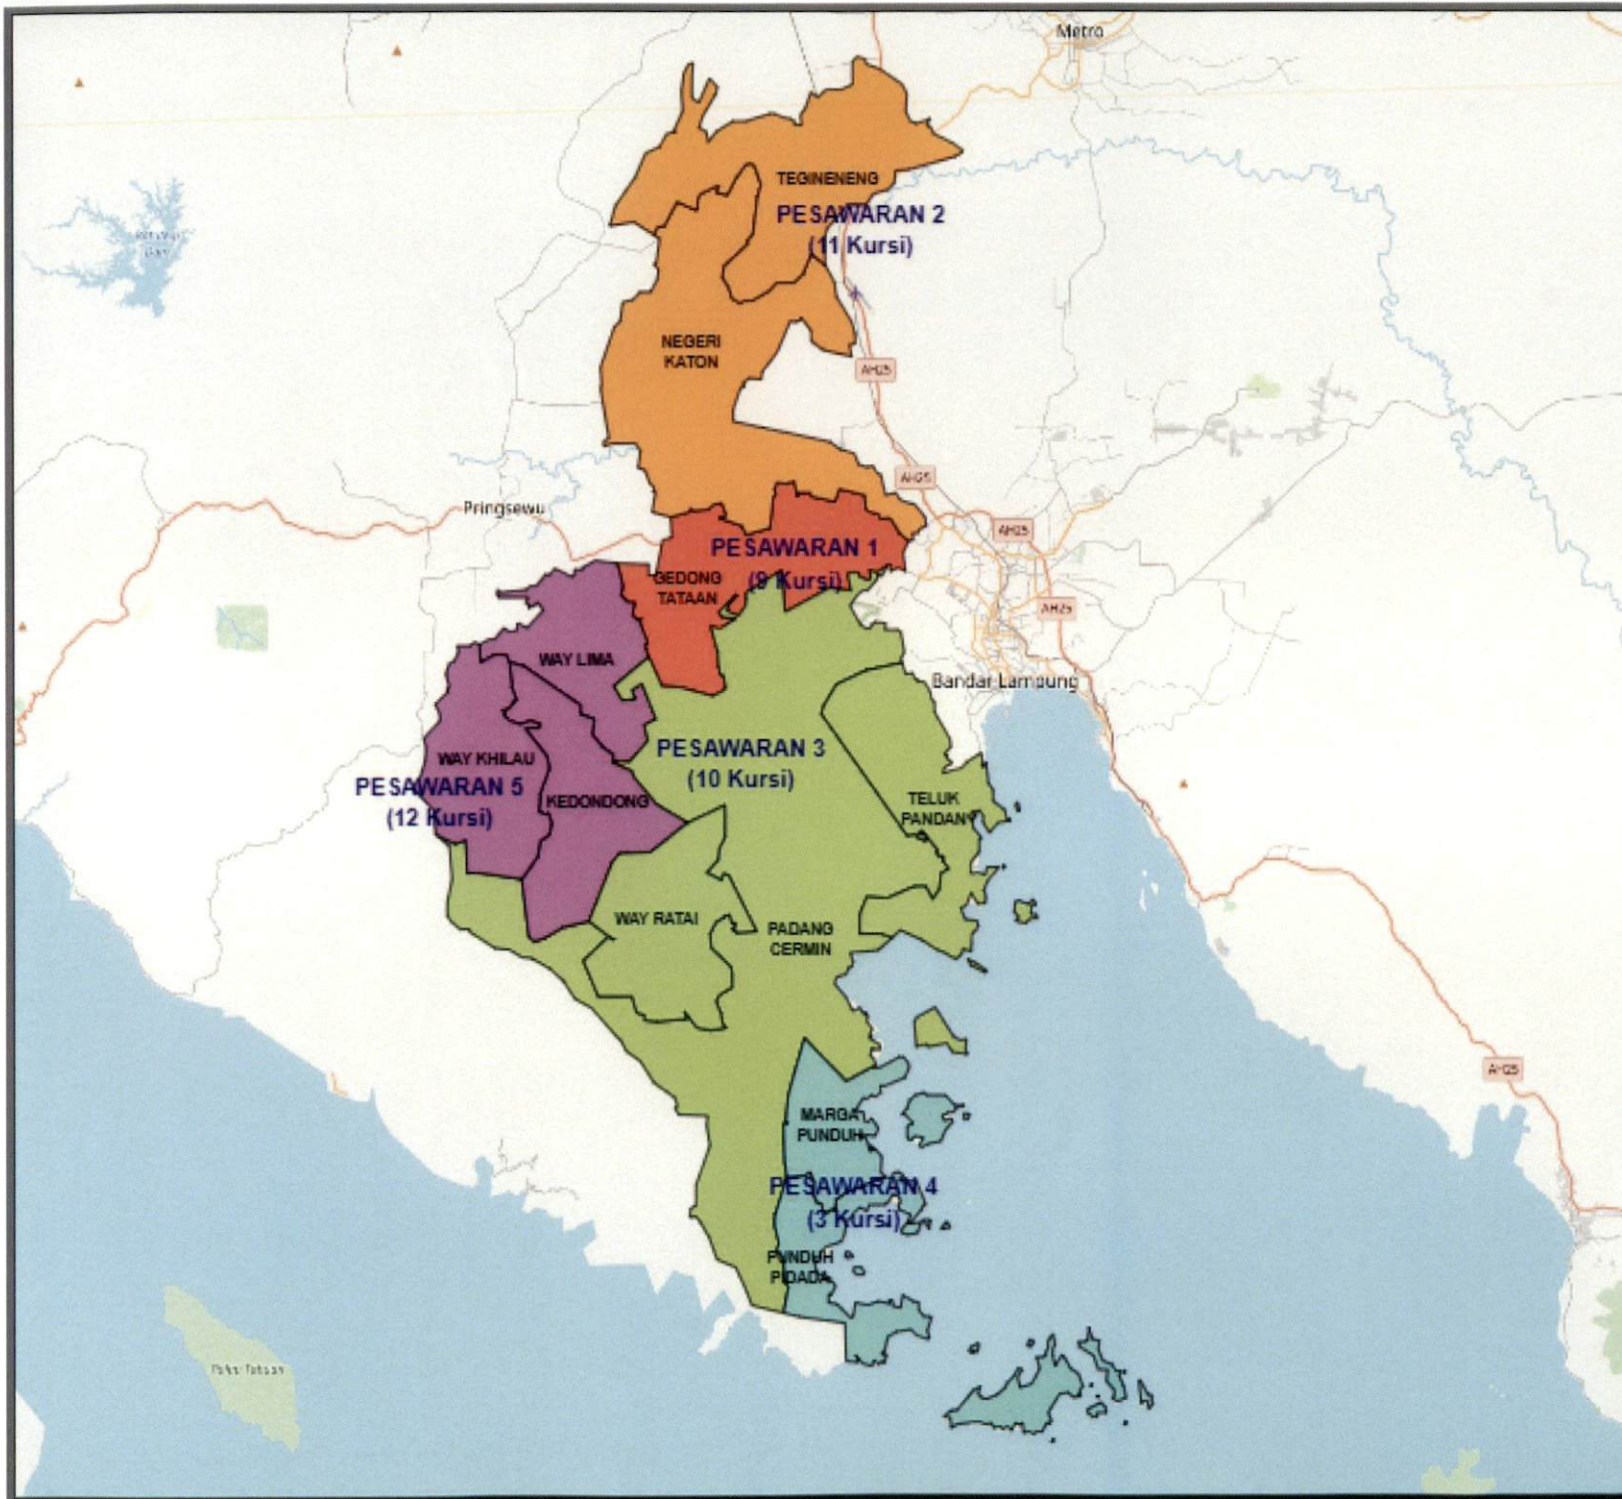 Metro
TEGINENENG
PESAWARAN 2
(11 Kursi)
NEGERI
KATON
AH25
AH25
Pringsewu
AH25
PESAWARAN 1
(9 Kursi)
GEDONG
TATAAN
AH25
WAY LIMA
Bandar Lampung
PESAWARAN 3
(10 Kursi)
WAY KHILAU
PESAWARAN 5
(12 Kursi)
KEDONDONG
TELUK
PANDAN
WAY RATAI
PADANG
CERMIN
AH25
MARGA
PUNDUH
PESAWARAN 4
(3 Kursi)
PUNDUH
PIDADA